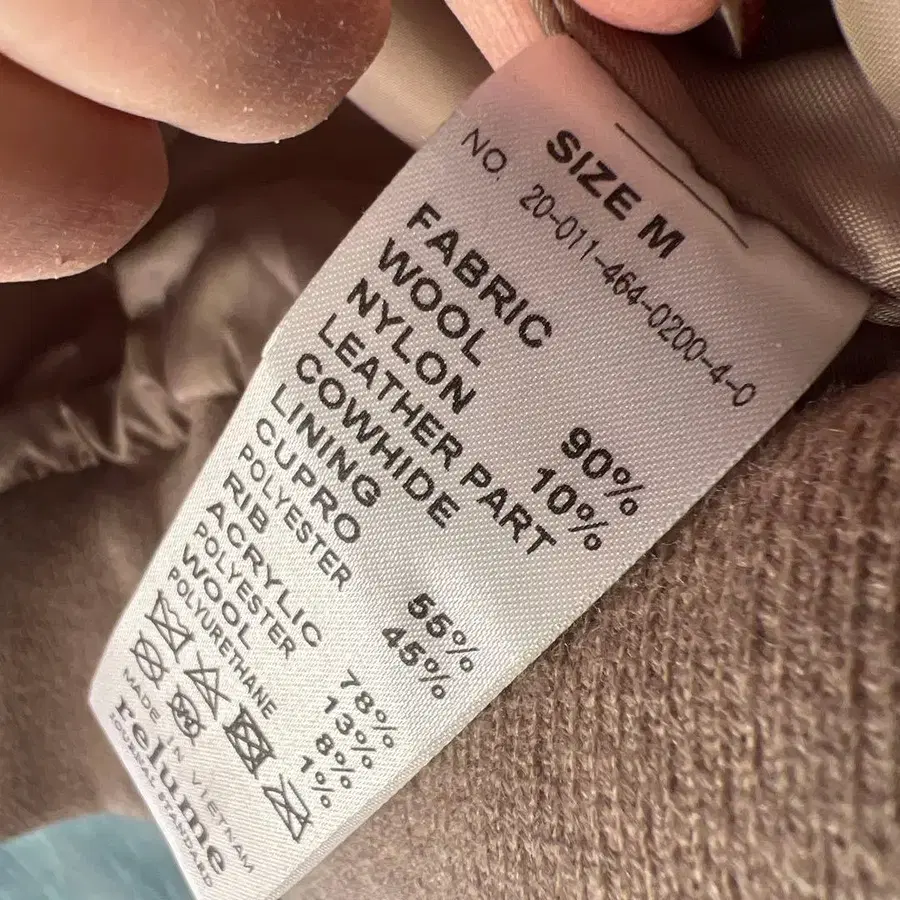 SIZE M
NO. 20-011-464-0200-4-0
FABRIC
WOOL 90%
NYLON 10%
LEATHER PART
COWHIDE
LINING
CUPRO 55%
POLYESTER 45%
RIB
ACRYLIC 78%
POLYESTER 13%
WOOL 8%
POLYURETHANE 1%
MADE IN VIETNAM
relume
JOURNAL STANDARD